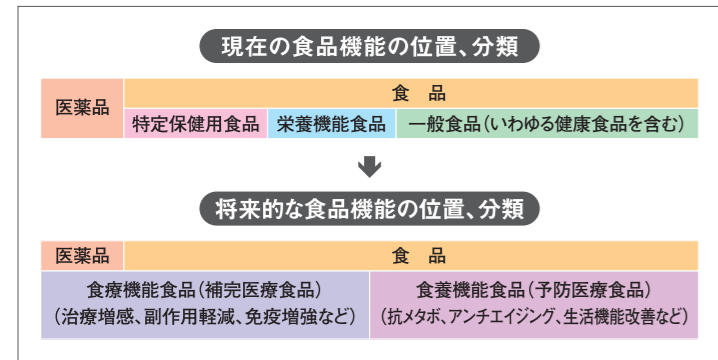 現在の食品機能の位置、分類
医薬品
食　品
特定保健用食品
栄養機能食品
一般食品（いわゆる健康食品を含む）
将来的な食品機能の位置、分類
医薬品
食　品
食療機能食品（補完医療食品）
（治療増感、副作用軽減、免疫増強など）
食養機能食品（予防医療食品）
（抗メタボ、アンチエイジング、生活機能改善など）